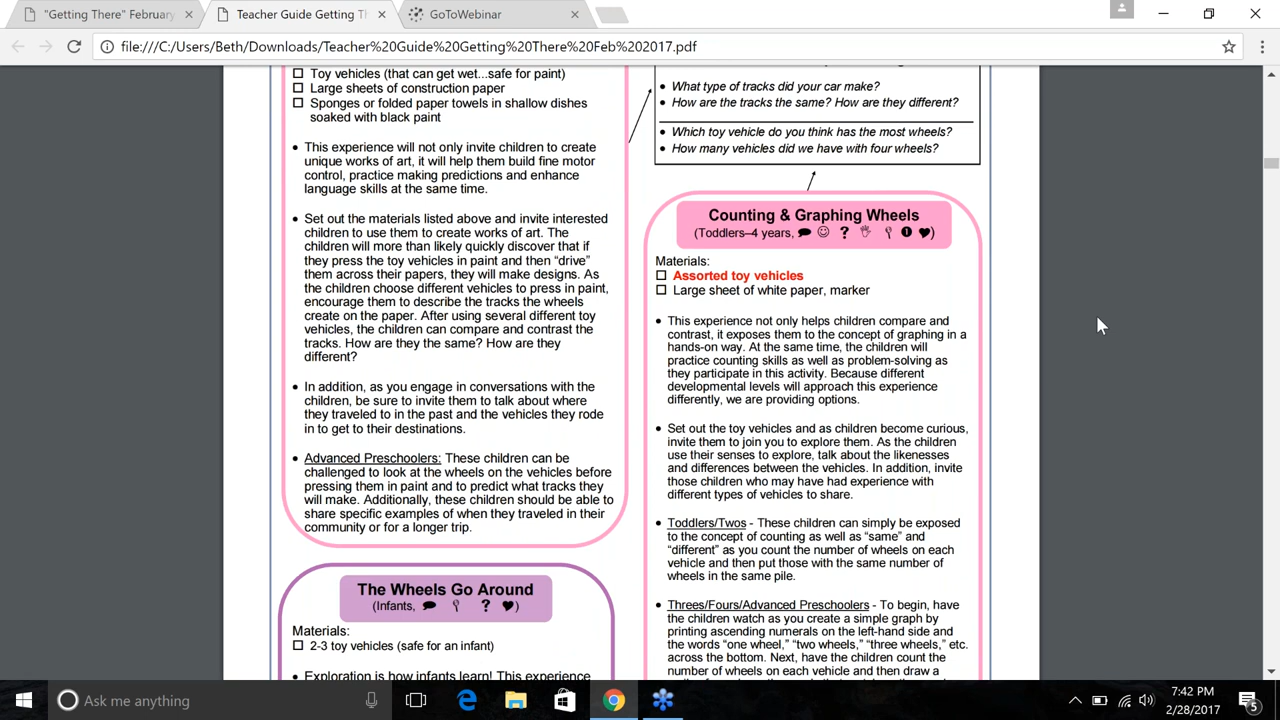 "Getting There" February
Teacher Guide Getting Th
GoToWebinar
file:///C:/Users/Beth/Downloads/Teacher%20Guide%20Getting%20There%20Feb%202017.pdf
Toy vehicles (that can get wet...safe for paint)
Large sheets of construction paper
Sponges or folded paper towels in shallow dishes
soaked with black paint
• This experience will not only invite children to create
unique works of art, it will help them build fine motor
control, practice making predictions and enhance
language skills at the same time.
• Set out the materials listed above and invite interested
children to use them to create works of art. The
children will more than likely quickly discover that if
they press the toy vehicles in paint and then "drive"
them across their papers, they will make designs. As
the children choose different vehicles to press in paint,
encourage them to describe the tracks the wheels
create on the paper. After using several different toy
vehicles, the children can compare and contrast the
tracks. How are they the same? How are they
different?
• In addition, as you engage in conversations with the
children, be sure to invite them to talk about where
they traveled to in the past and the vehicles they rode
in to get to their destinations.
• Advanced Preschoolers: These children can be
challenged to look at the wheels on the vehicles before
pressing them in paint and to predict what tracks they
will make. Additionally, these children should be able to
share specific examples of when they traveled in their
community or for a longer trip.
The Wheels Go Around
(Infants, ? )
Materials:
2-3 toy vehicles (safe for an infant)
• Exploration is how infants learn! This experience
• What type of tracks did your car make?
• How are the tracks the same? How are they different?
• Which toy vehicle do you think has the most wheels?
• How many vehicles did we have with four wheels?
Counting & Graphing Wheels
(Toddlers–4 years, ? )
Materials:
Assorted toy vehicles
Large sheet of white paper, marker
• This experience not only helps children compare and
contrast, it exposes them to the concept of graphing in a
hands-on way. At the same time, the children will
practice counting skills as well as problem-solving as
they participate in this activity. Because different
developmental levels will approach this experience
differently, we are providing options.
• Set out the toy vehicles and as children become curious,
invite them to join you to explore them. As the children
use their senses to explore, talk about the likenesses
and differences between the vehicles. In addition, invite
those children who may have had experience with
different types of vehicles to share.
• Toddlers/Twos - These children can simply be exposed
to the concept of counting as well as "same" and
"different" as you count the number of wheels on each
vehicle and then put those with the same number of
wheels in the same pile.
• Threes/Fours/Advanced Preschoolers - To begin, have
the children watch as you create a simple graph by
printing ascending numerals on the left-hand side and
the words "one wheel," "two wheels," "three wheels," etc.
across the bottom. Next, have the children count the
number of wheels on each vehicle and then draw a
Ask me anything
7:42 PM
2/28/2017
5